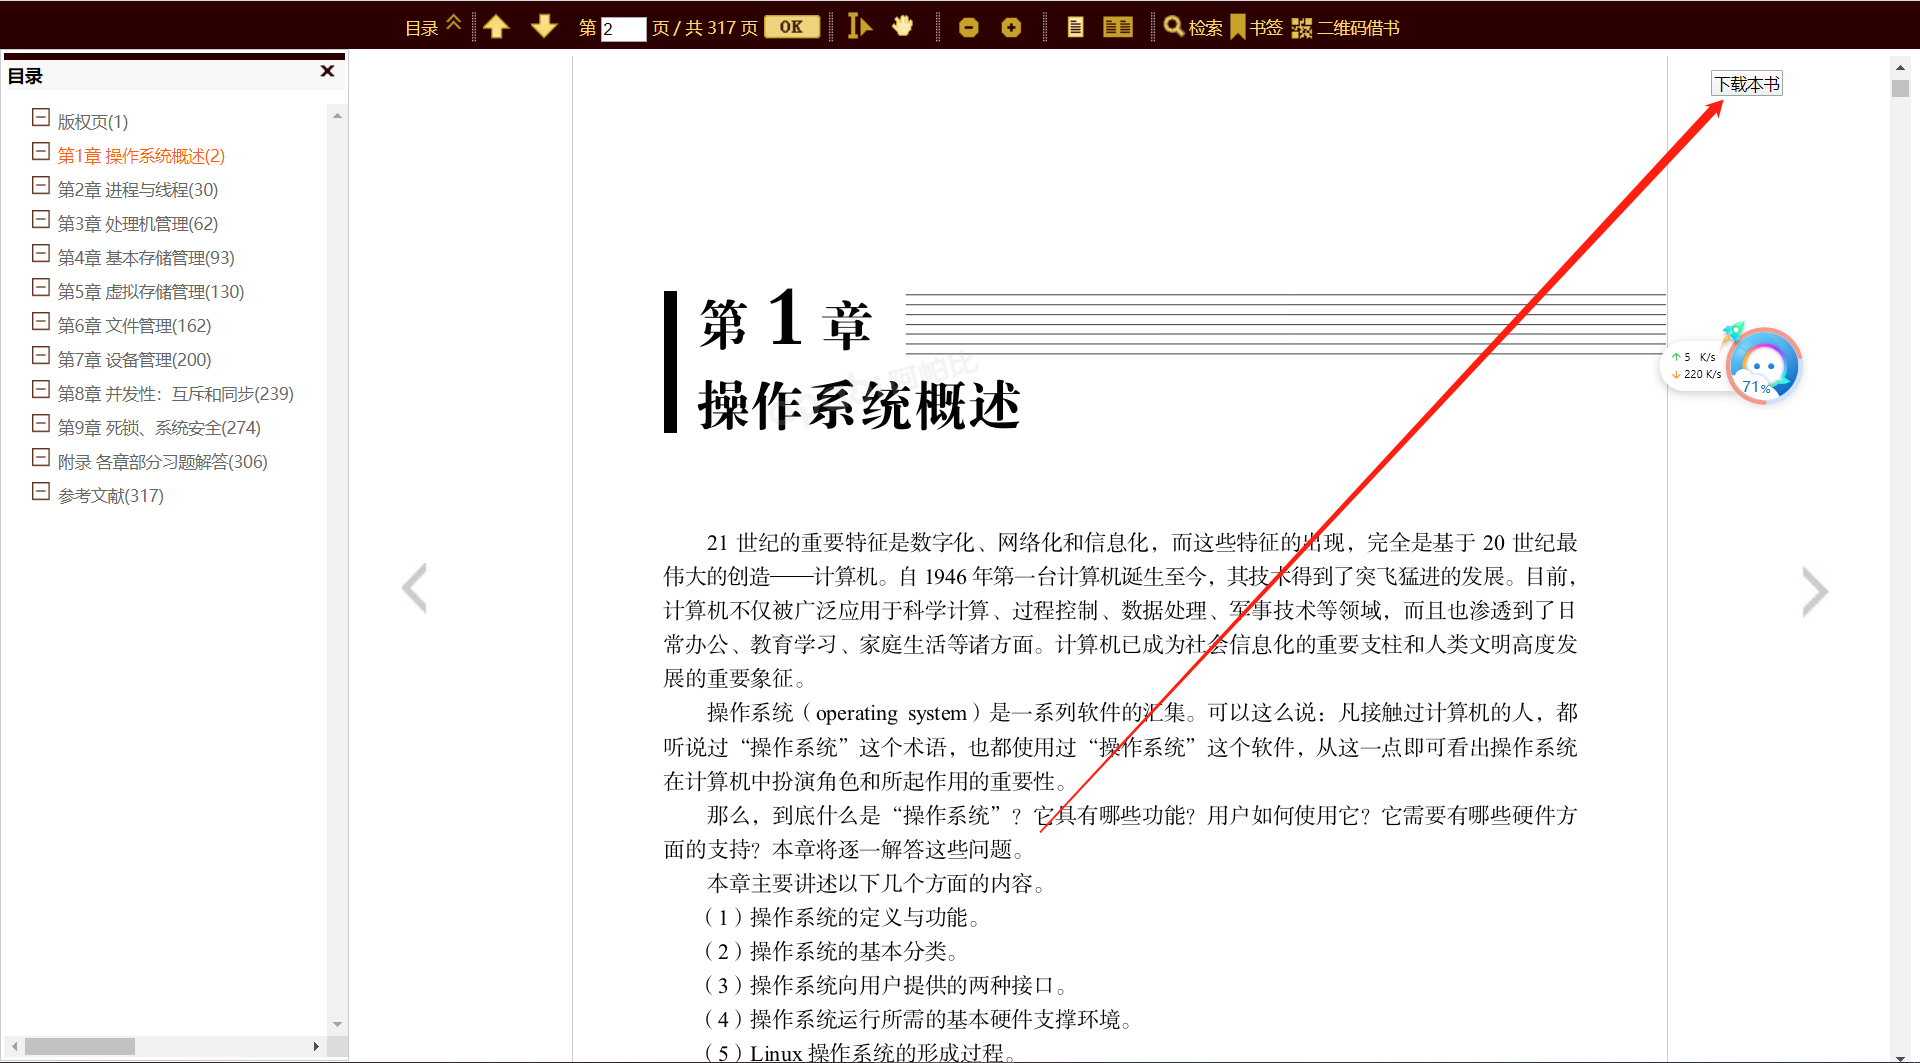 目录
第 2 页 / 共 317 页 OK
检索 书签 二维码借书
目录
版权页(1)
第1章 操作系统概述(2)
第2章 进程与线程(30)
第3章 处理机管理(62)
第4章 基本存储管理(93)
第5章 虚拟存储管理(130)
第6章 文件管理(162)
第7章 设备管理(200)
第8章 并发性：互斥和同步(239)
第9章 死锁、系统安全(274)
附录 各章部分习题解答(306)
参考文献(317)
下载本书
5 K/s
220 K/s
71%
第 1 章
阿帕比
操作系统概述
21 世纪的重要特征是数字化、网络化和信息化，而这些特征的出现，完全是基于 20 世纪最
伟大的创造——计算机。自 1946 年第一台计算机诞生至今，其技术得到了突飞猛进的发展。目前，
计算机不仅被广泛应用于科学计算、过程控制、数据处理、军事技术等领域，而且也渗透到了日
常办公、教育学习、家庭生活等诸方面。计算机已成为社会信息化的重要支柱和人类文明高度发
展的重要象征。
操作系统（operating system）是一系列软件的汇集。可以这么说：凡接触过计算机的人，都
听说过“操作系统”这个术语，也都使用过“操作系统”这个软件，从这一点即可看出操作系统
在计算机中扮演角色和所起作用的重要性。
那么，到底什么是“操作系统”？它具有哪些功能？用户如何使用它？它需要有哪些硬件方
面的支持？本章将逐一解答这些问题。
本章主要讲述以下几个方面的内容。
（1）操作系统的定义与功能。
（2）操作系统的基本分类。
（3）操作系统向用户提供的两种接口。
（4）操作系统运行所需的基本硬件支撑环境。
（5）Linux 操作系统的形成过程。